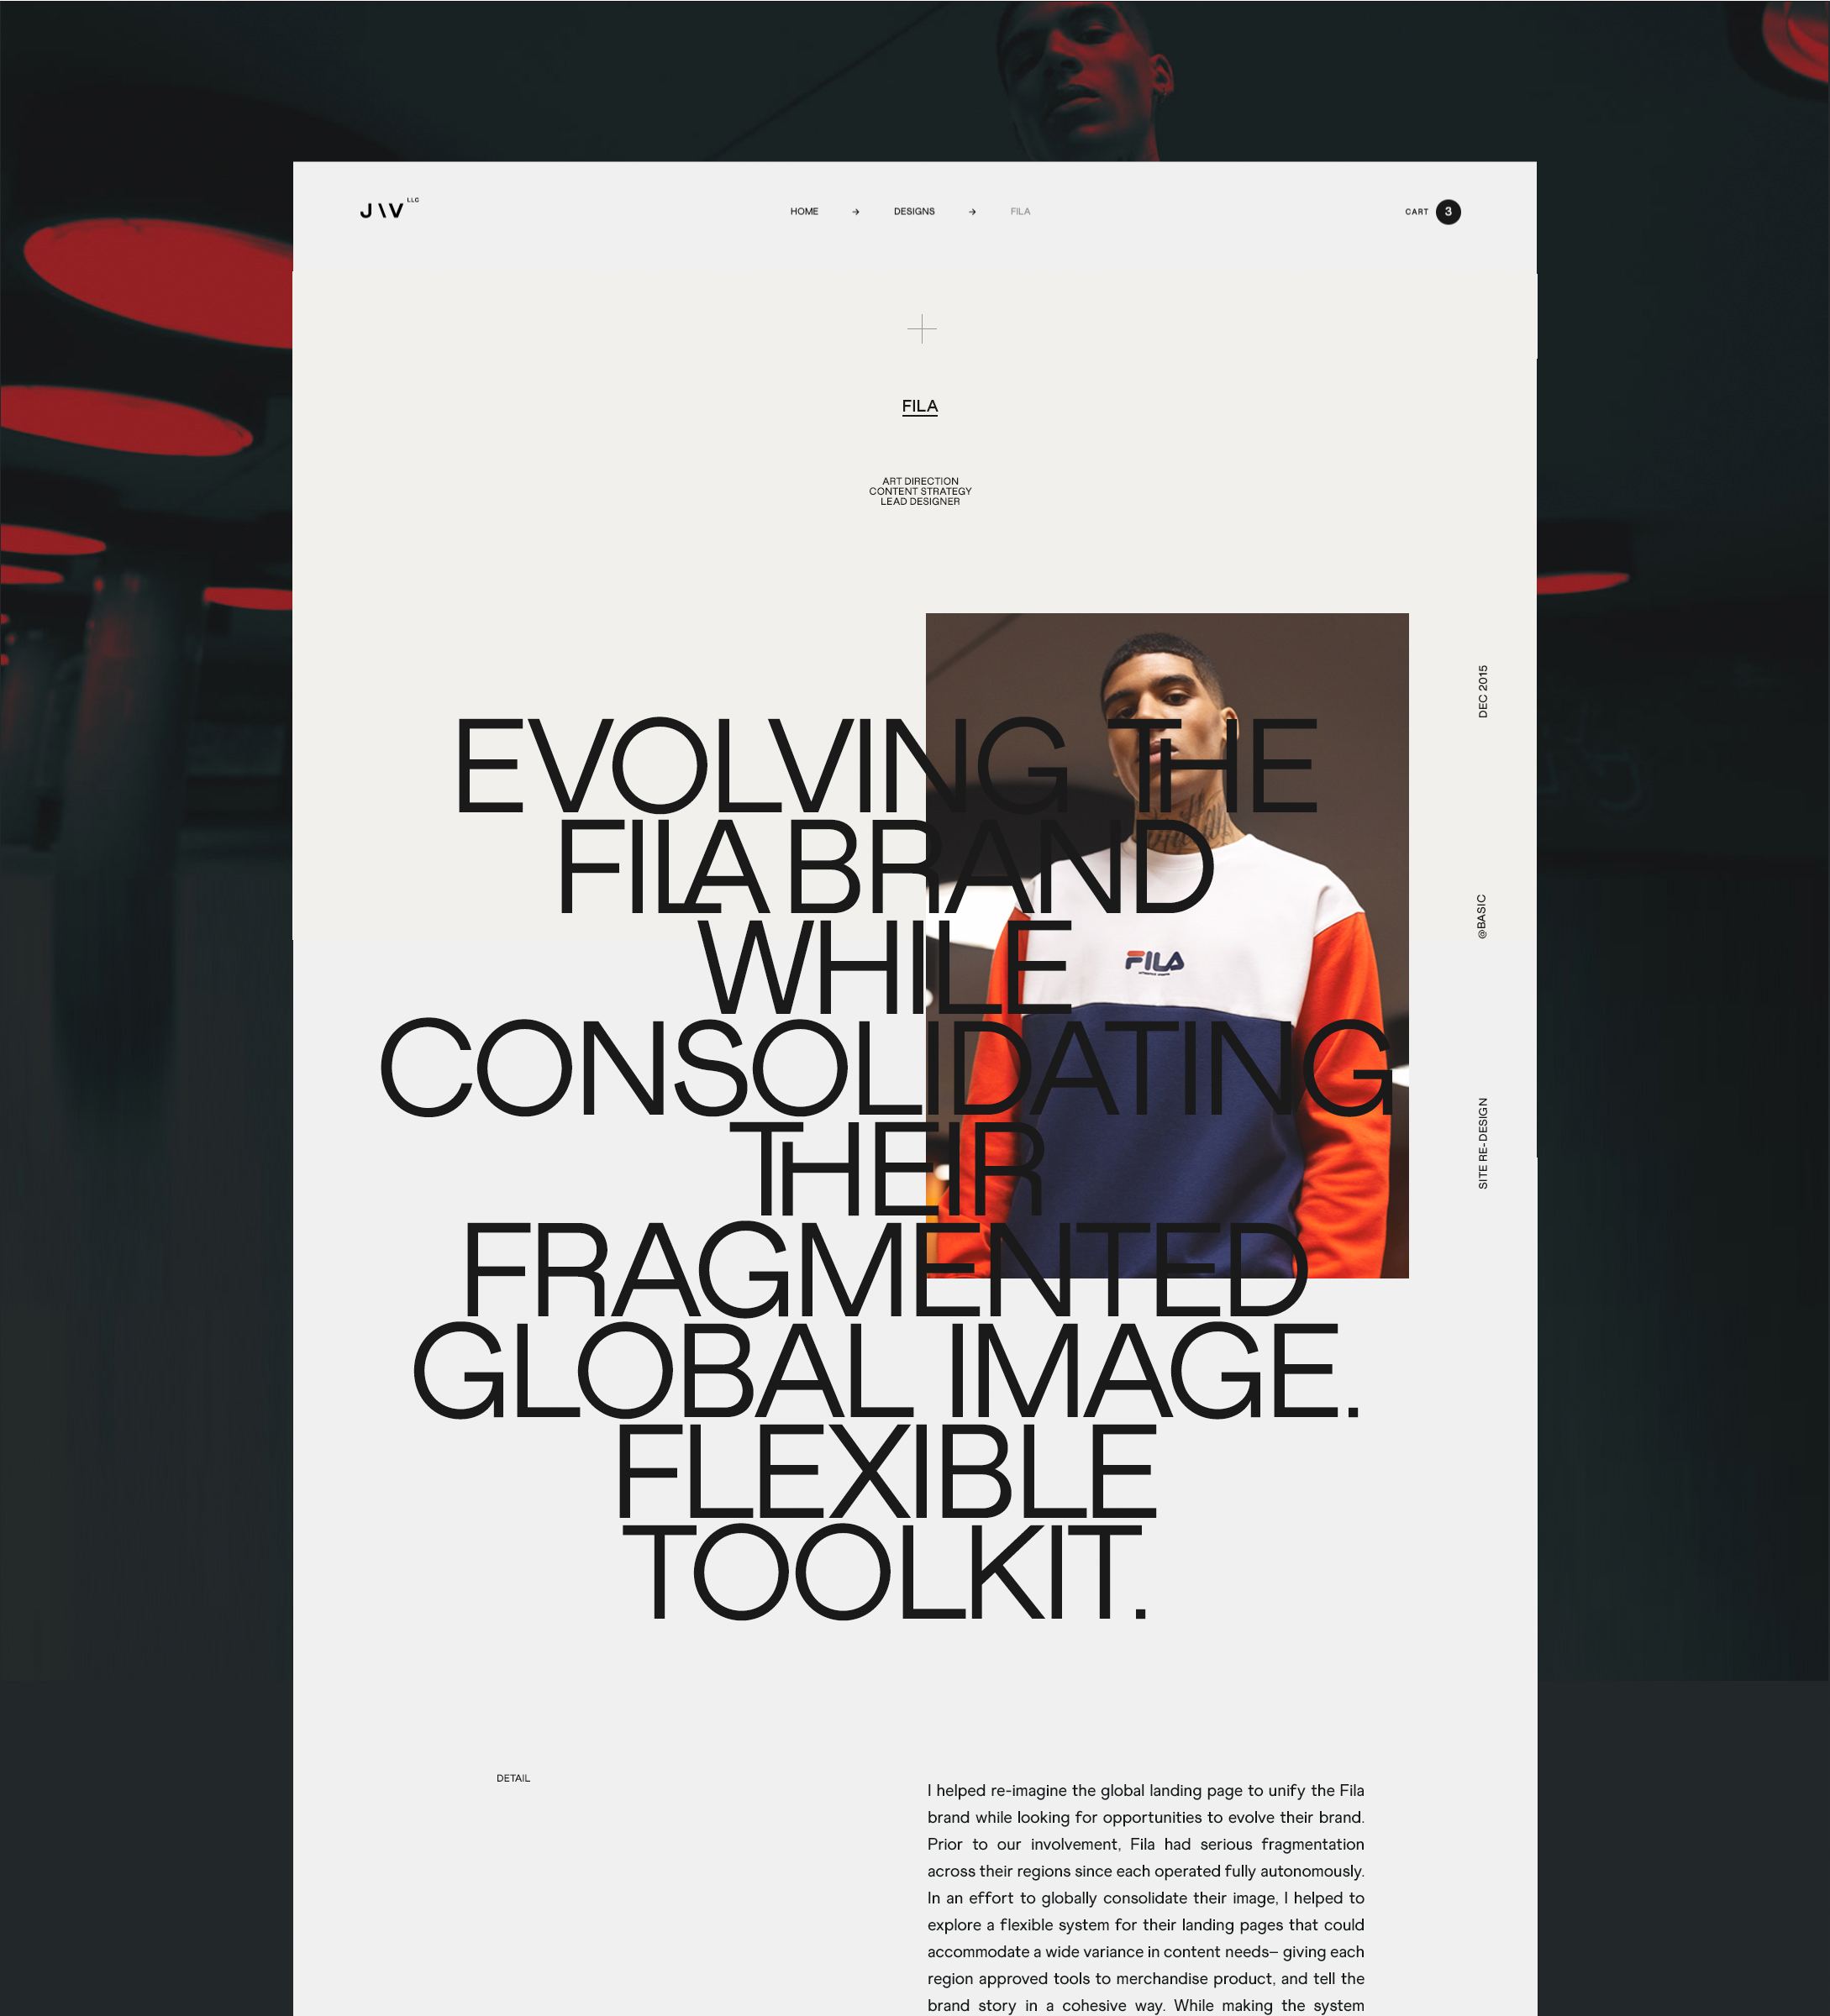 J\V LLC
HOME → DESIGNS → FILA
CART 3
FILA
ART DIRECTION
CONTENT STRATEGY
LEAD DESIGNER
DEC 2015
@BASIC
SITE RE-DESIGN
EVOLVING THE
FILA BRAND
WHILE
CONSOLIDATING
THEIR
FRAGMENTED
GLOBAL IMAGE.
FLEXIBLE
TOOLKIT.
FILA
DETAIL
I helped re-imagine the global landing page to unify the Fila
brand while looking for opportunities to evolve their brand.
Prior to our involvement, Fila had serious fragmentation
across their regions since each operated fully autonomously.
In an effort to globally consolidate their image, I helped to
explore a flexible system for their landing pages that could
accommodate a wide variance in content needs– giving each
region approved tools to merchandise product, and tell the
brand story in a cohesive way. While making the system